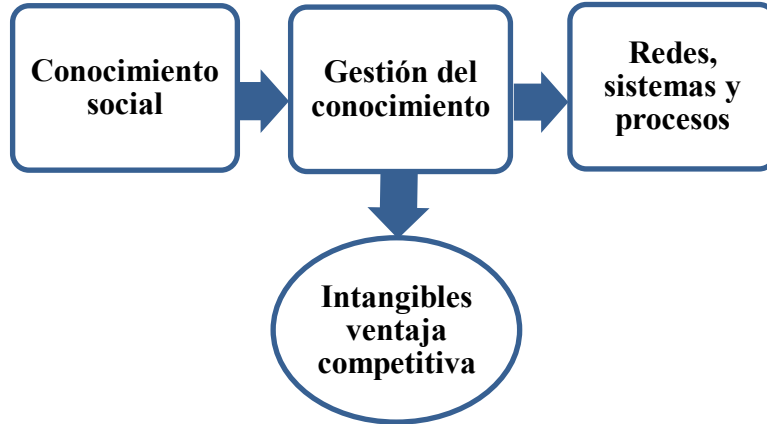 Conocimiento
social
Gestión del
conocimiento
Redes,
sistemas y
procesos
Intangibles
ventaja
competitiva